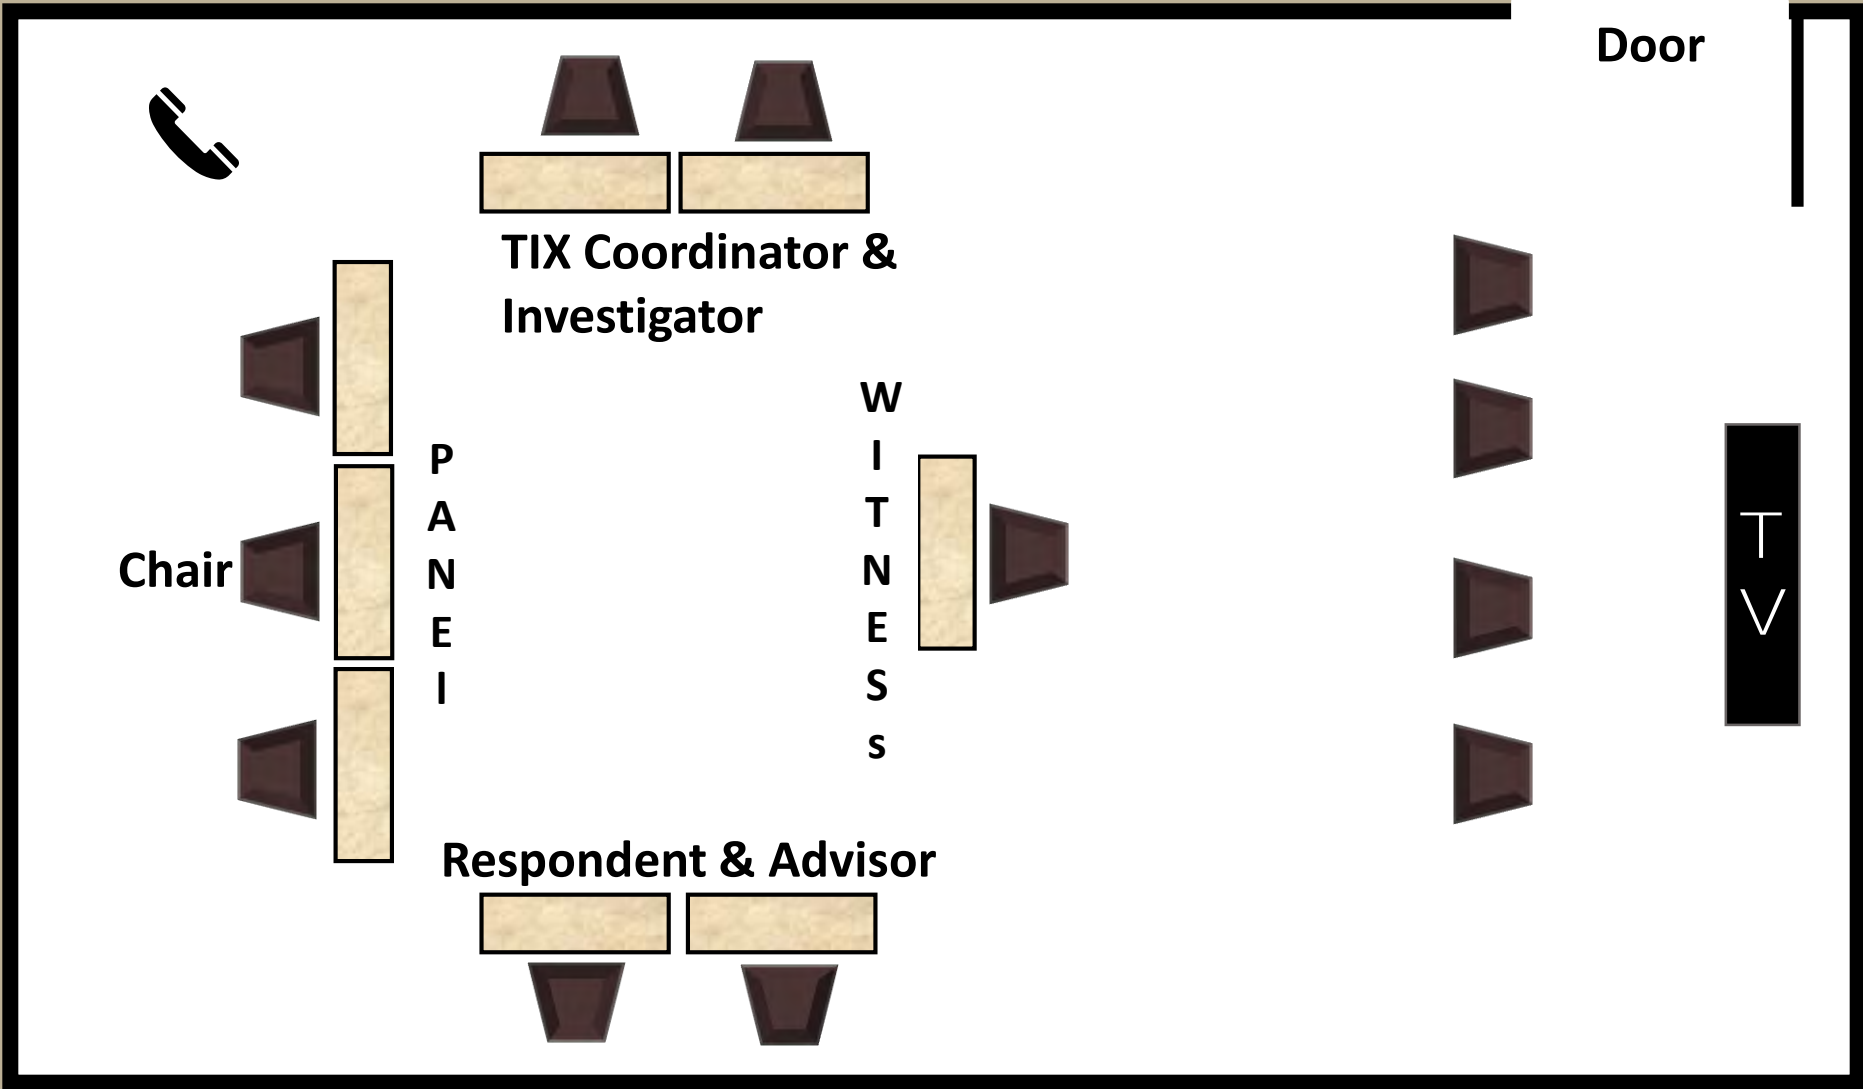 Door
TIX Coordinator &
Investigator
W
I
T
N
E
S
s
P
A
N
E
l
Chair
T
V
Respondent & Advisor